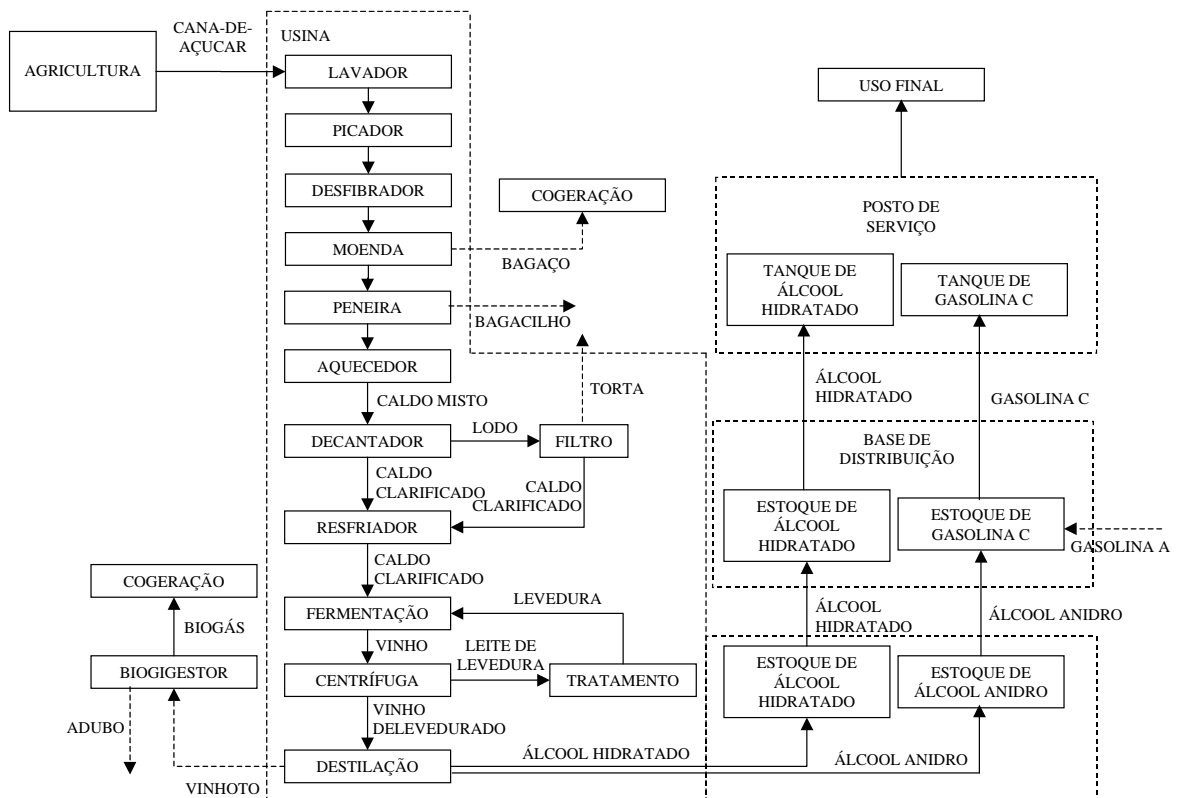 CANA-DE-
AÇUCAR
USINA
AGRICULTURA
LAVADOR
USO FINAL
PICADOR
DESFIBRADOR
COGERAÇÃO
POSTO DE
SERVIÇO
MOENDA
BAGAÇO
TANQUE DE
ÁLCOOL
HIDRATADO
TANQUE DE
GASOLINA C
PENEIRA
BAGACILHO
AQUECEDOR
TORTA
ÁLCOOL
HIDRATADO
GASOLINA C
CALDO MISTO
DECANTADOR
LODO
FILTRO
BASE DE
DISTRIBUIÇÃO
CALDO
CLARIFICADO
CALDO
CLARIFICADO
RESFRIADOR
ESTOQUE DE
ÁLCOOL
HIDRATADO
ESTOQUE DE
GASOLINA C
GASOLINA A
CALDO
CLARIFICADO
COGERAÇÃO
BIOGÁS
FERMENTAÇÃO
LEVEDURA
ÁLCOOL
HIDRATADO
ÁLCOOL ANIDRO
VINHO
LEITE DE
LEVEDURA
BIOGIGESTOR
CENTRÍFUGA
TRATAMENTO
ESTOQUE DE
ÁLCOOL
HIDRATADO
ESTOQUE DE
ÁLCOOL ANIDRO
ADUBO
VINHO
DELEVEDURADO
VINHOTO
DESTILAÇÃO
ÁLCOOL HIDRATADO
ÁLCOOL ANIDRO